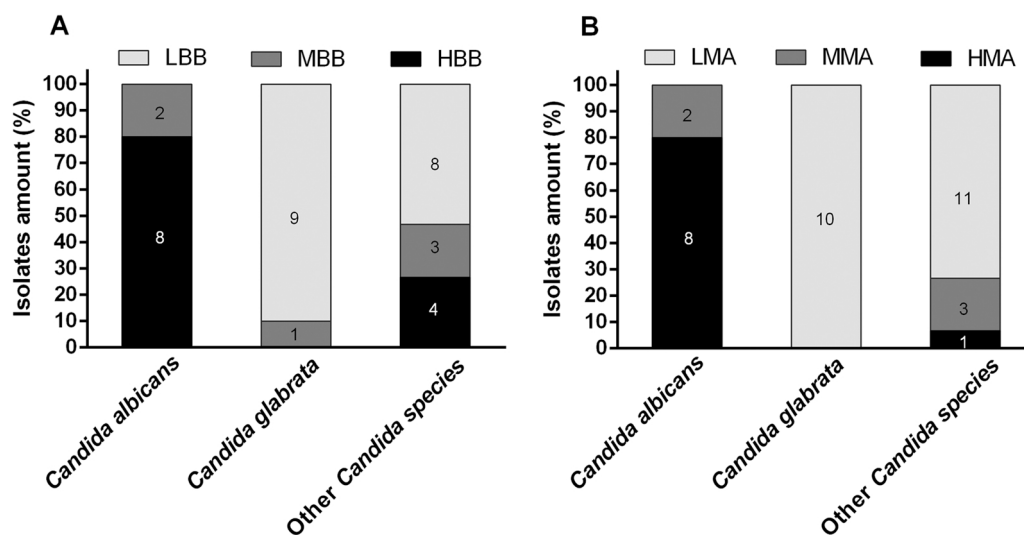 A
LBB MBB HBB
Isolates amount (%)
100
90
80
70
60
50
40
30
20
10
0
2
8
9
1
8
3
4
Candida albicans
Candida glabrata
Other Candida species
B
LMA MMA HMA
Isolates amount (%)
100
90
80
70
60
50
40
30
20
10
0
2
8
10
11
3
1
Candida albicans
Candida glabrata
Other Candida species